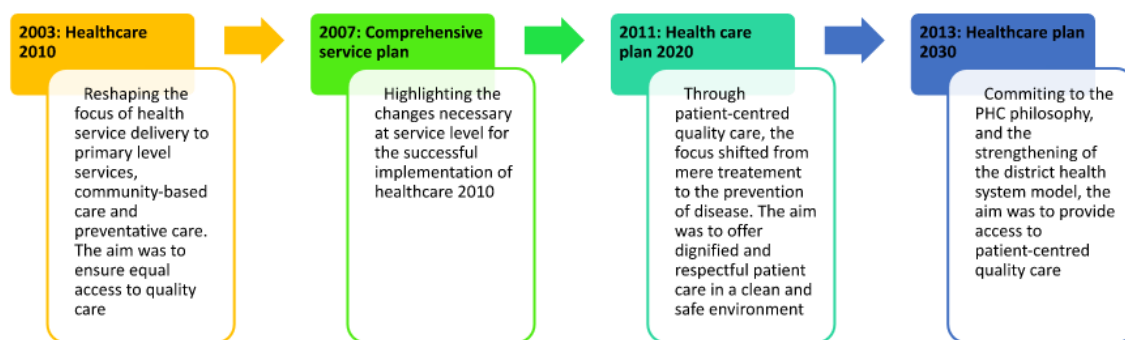 2003: Healthcare
2010
Reshaping the
focus of health
service delivery to
primary level
services,
community-based
care and
preventative care.
The aim was to
ensure equal
access to quality
care
2007: Comprehensive
service plan
Highlighting the
changes necessary
at service level for
the successful
implementation of
healthcare 2010
2011: Health care
plan 2020
Through
patient-centred
quality care, the
focus shifted from
mere treatement
to the prevention
of disease. The aim
was to offer
dignified and
respectful patient
care in a clean and
safe environment
2013: Healthcare plan
2030
Commiting to the
PHC philosophy,
and the
strengthening of
the district health
system model, the
aim was to provide
access to
patient-centred
quality care